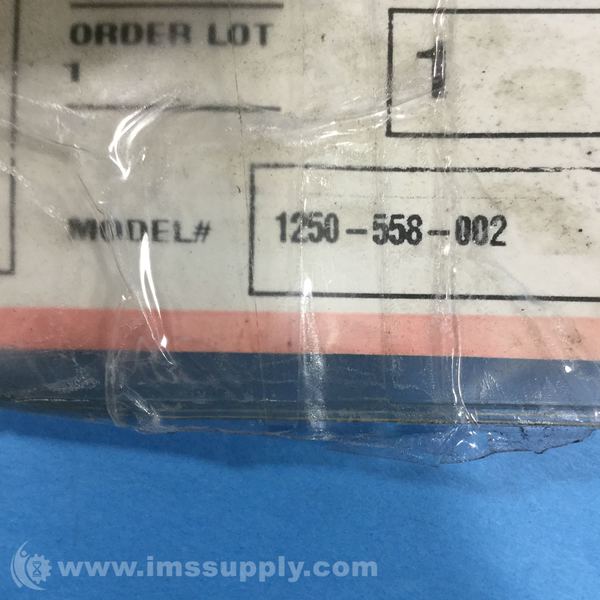 ORDER LOT
1
1
MODEL# 1250-558-002
www.imssupply.com